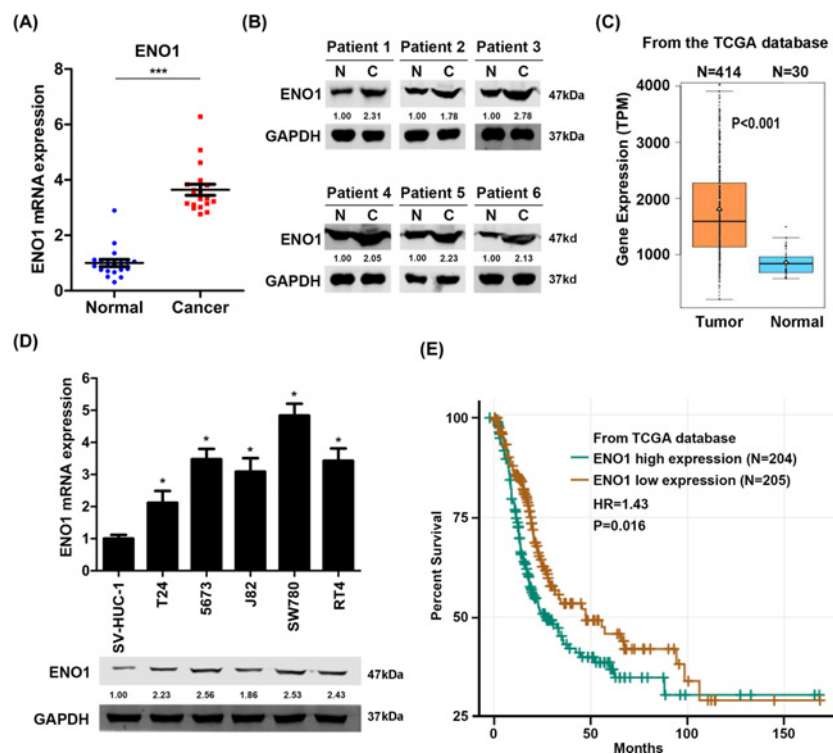 (A)
ENO1
***
ENO1 mRNA expression
8
6
4
2
0
Normal Cancer
(B)
Patient 1 Patient 2 Patient 3
N C N C N C
ENO1 47kDa
1.00 2.31 1.00 1.78 1.00 2.78
GAPDH 37kDa
Patient 4 Patient 5 Patient 6
N C N C N C
ENO1 47kd
1.00 2.05 1.00 2.23 1.00 2.13
GAPDH 37kd
(C)
From the TCGA database
N=414 N=30
P<0.001
Gene Expression (TPM)
4000
3000
2000
1000
Tumor Normal
(D)
ENO1 mRNA expression
6
5
4
3
2
1
0
* * * * *
SV-HUC-1 T24 5673 J82 SW780 RT4
ENO1 47kDa
1.00 2.23 2.56 1.86 2.53 2.43
GAPDH 37kDa
(E)
From TCGA database
ENO1 high expression (N=204)
ENO1 low expression (N=205)
HR=1.43
P=0.016
Percent Survival
100
75
50
25
0 50 100 150
Months